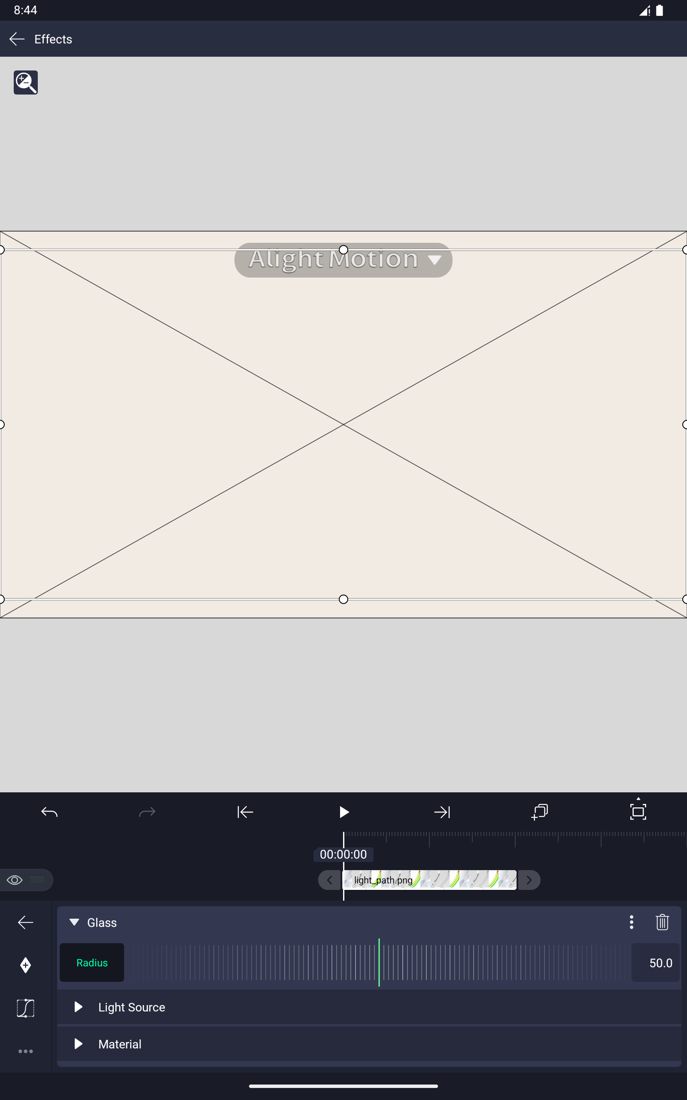 8:44
Effects
Alight Motion
00:00:00
light_path.png
Glass
Radius
50.0
Light Source
Material